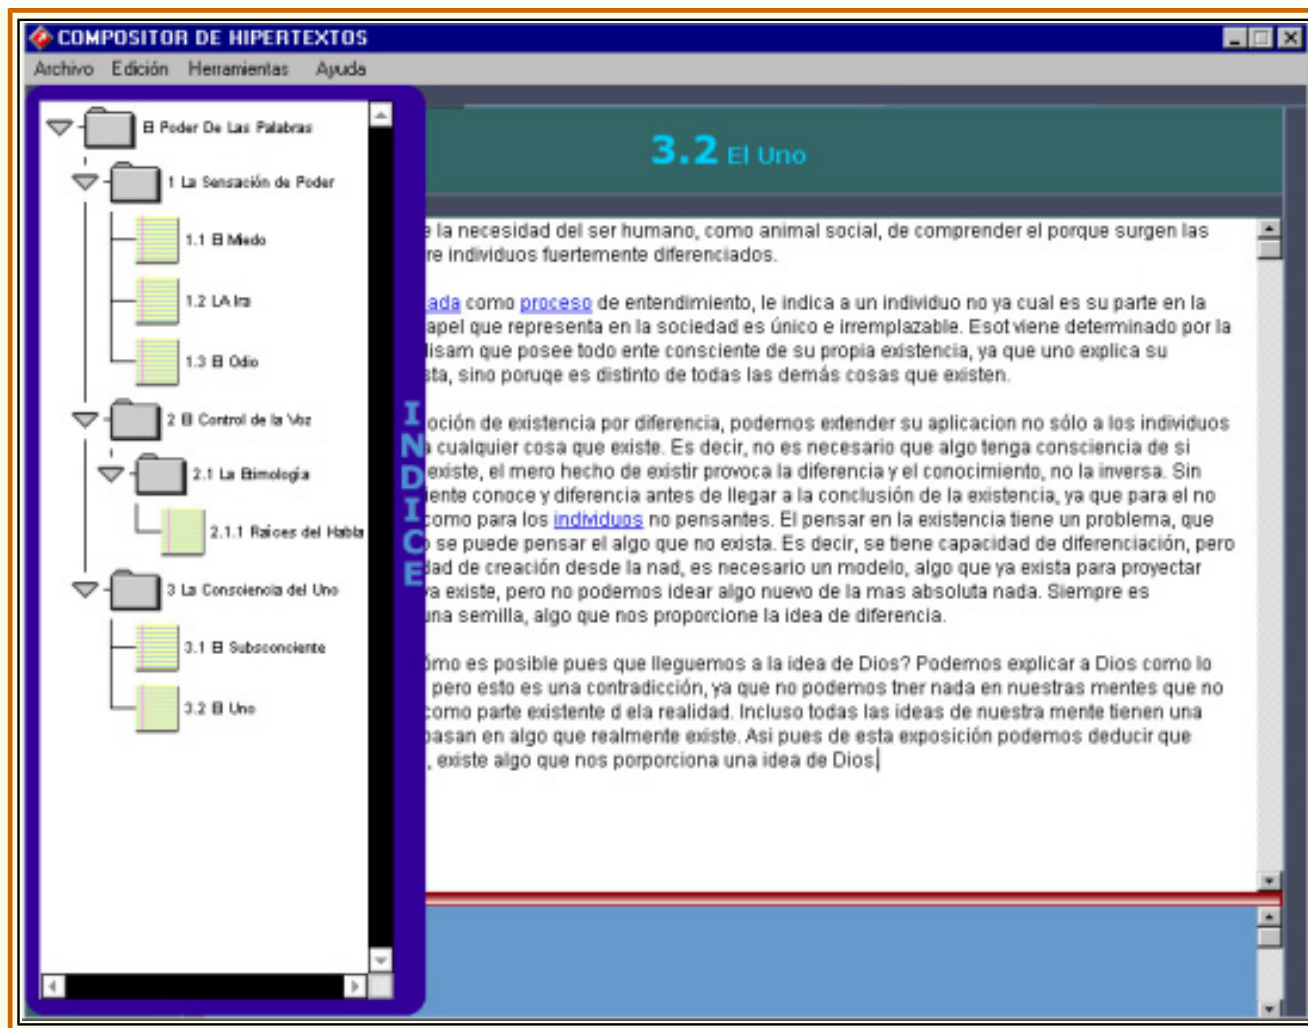 COMPOSITOR DE HIPERTEXTOS
Archivo Edición Herramientas Ayuda
El Poder De Las Palabras
1 La Sensación de Poder
1.1 El Miedo
1.2 LA Ira
1.3 El Odio
2 El Control de la Voz
2.1 La Etimología
2.1.1 Raíces del Habla
3 La Consciencia del Uno
3.1 El Subsconciente
3.2 El Uno
INDICE
3.2 El Uno
la necesidad del ser humano, como animal social, de comprender el porque surgen las
re individuos fuertemente diferenciados.
ada como proceso de entendimiento, le indica a un individuo no ya cual es su parte en la
apel que representa en la sociedad es único e irremplazable. Esot viene determinado por la
lisam que posee todo ente consciente de su propia existencia, ya que uno explica su
sta, sino poruqe es distinto de todas las demás cosas que existen.
oción de existencia por diferencia, podemos extender su aplicacion no sólo a los individuos
a cualquier cosa que existe. Es decir, no es necesario que algo tenga consciencia de si
existe, el mero hecho de existir provoca la diferencia y el conocimiento, no la inversa. Sin
iente conoce y diferencia antes de llegar a la conclusión de la existencia, ya que para el no
como para los individuos no pensantes. El pensar en la existencia tiene un problema, que
o se puede pensar el algo que no exista. Es decir, se tiene capacidad de diferenciación, pero
dad de creación desde la nad, es necesario un modelo, algo que ya exista para proyectar
ya existe, pero no podemos idear algo nuevo de la mas absoluta nada. Siempre es
una semilla, algo que nos proporcione la idea de diferencia.
ómo es posible pues que lleguemos a la idea de Dios? Podemos explicar a Dios como lo
pero esto es una contradicción, ya que no podemos tner nada en nuestras mentes que no
como parte existente d ela realidad. Incluso todas las ideas de nuestra mente tienen una
basan en algo que realmente existe. Asi pues de esta exposición podemos deducir que
, existe algo que nos porporciona una idea de Dios.